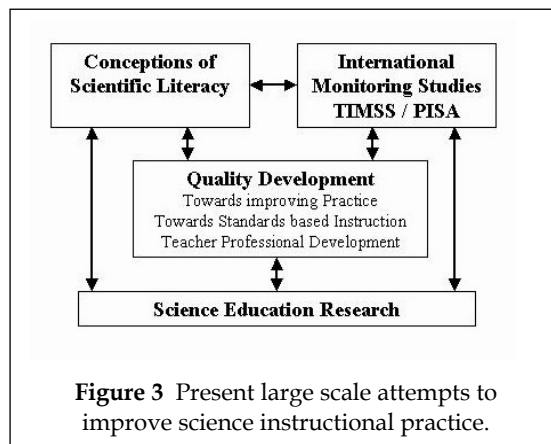 Conceptions of
Scientific Literacy
International
Monitoring Studies
TIMSS / PISA
Quality Development
Towards improving Practice
Towards Standards based Instruction
Teacher Professional Development
Science Education Research
Figure 3 Present large scale attempts to
improve science instructional practice.